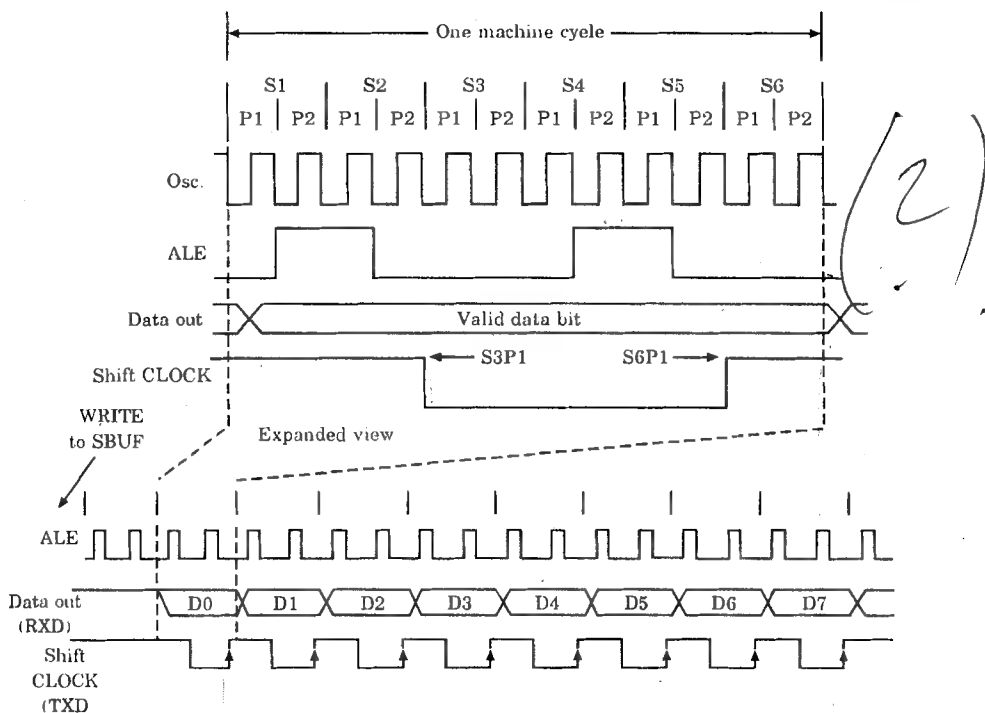 One machine cyele
S1 S2 S3 S4 S5 S6
P1 P2 P1 P2 P1 P2 P1 P2 P1 P2 P1 P2
Osc.
ALE
Data out
Valid data bit
Shift CLOCK
S3P1
S6P1
WRITE
to SBUF
Expanded view
ALE
Data out
(RXD)
D0 D1 D2 D3 D4 D5 D6 D7
Shift
CLOCK
(TXD
(2)